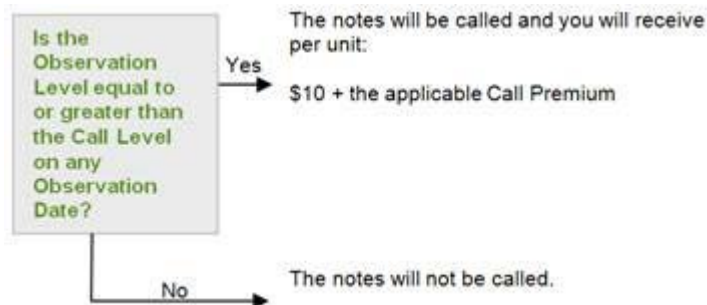 Is the
Observation
Level equal to
or greater than
the Call Level
on any
Observation
Date?
Yes
The notes will be called and you will receive
per unit:
$10 + the applicable Call Premium
No
The notes will not be called.